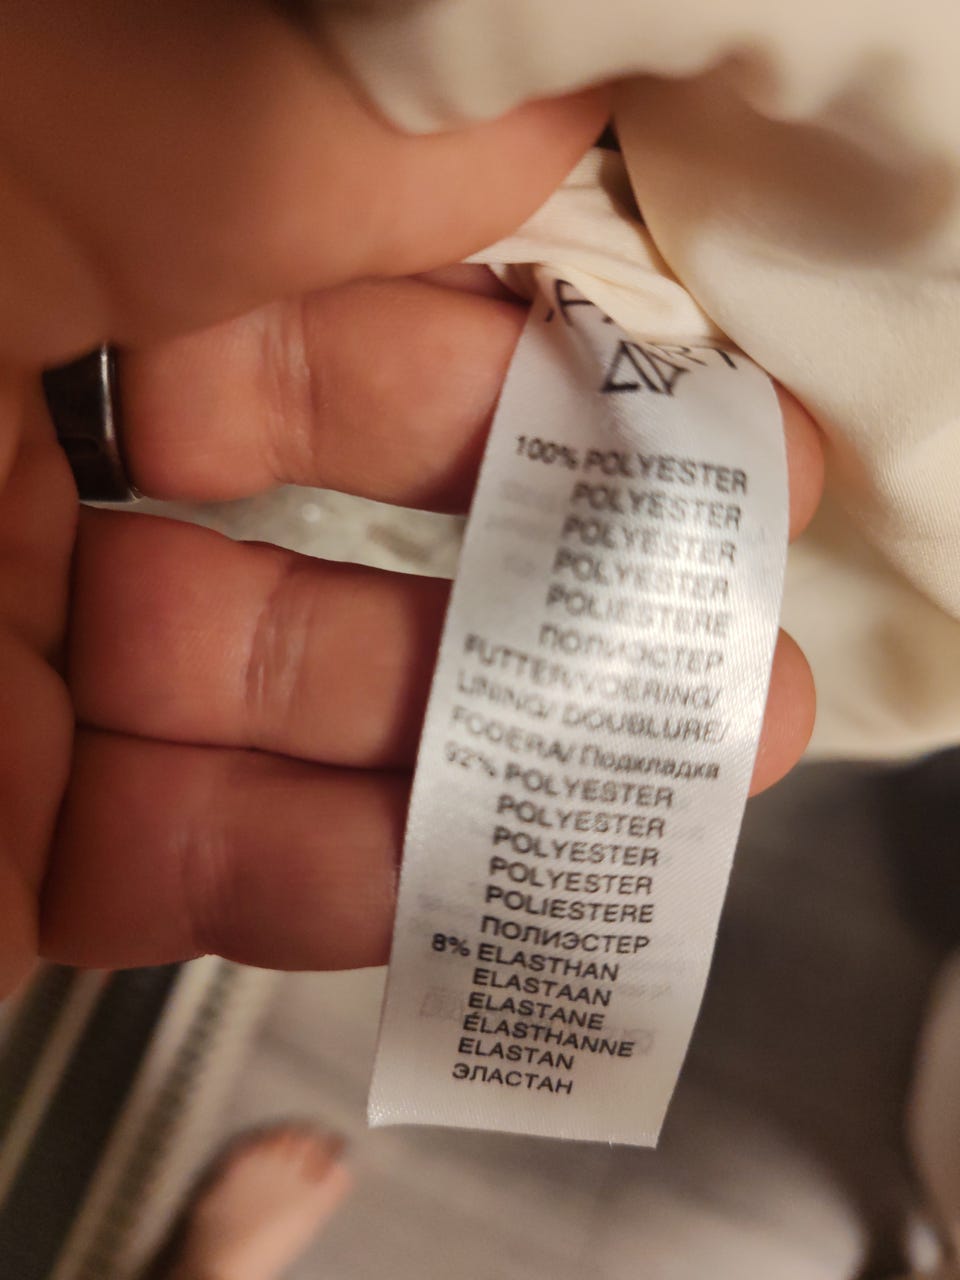 100% POLYESTER
POLYESTER
POLYESTER
POLYESTER
POLIESTERE
ПОЛИЭСТЕР
FUTTER/VOERING/
LINING/ DOUBLURE/
FODERA/ Подкладка
92% POLYESTER
POLYESTER
POLYESTER
POLYESTER
POLIESTERE
ПОЛИЭСТЕР
8% ELASTHAN
ELASTAAN
ELASTANE
ÉLASTHANNE
ELASTAN
ЭЛАСТАН